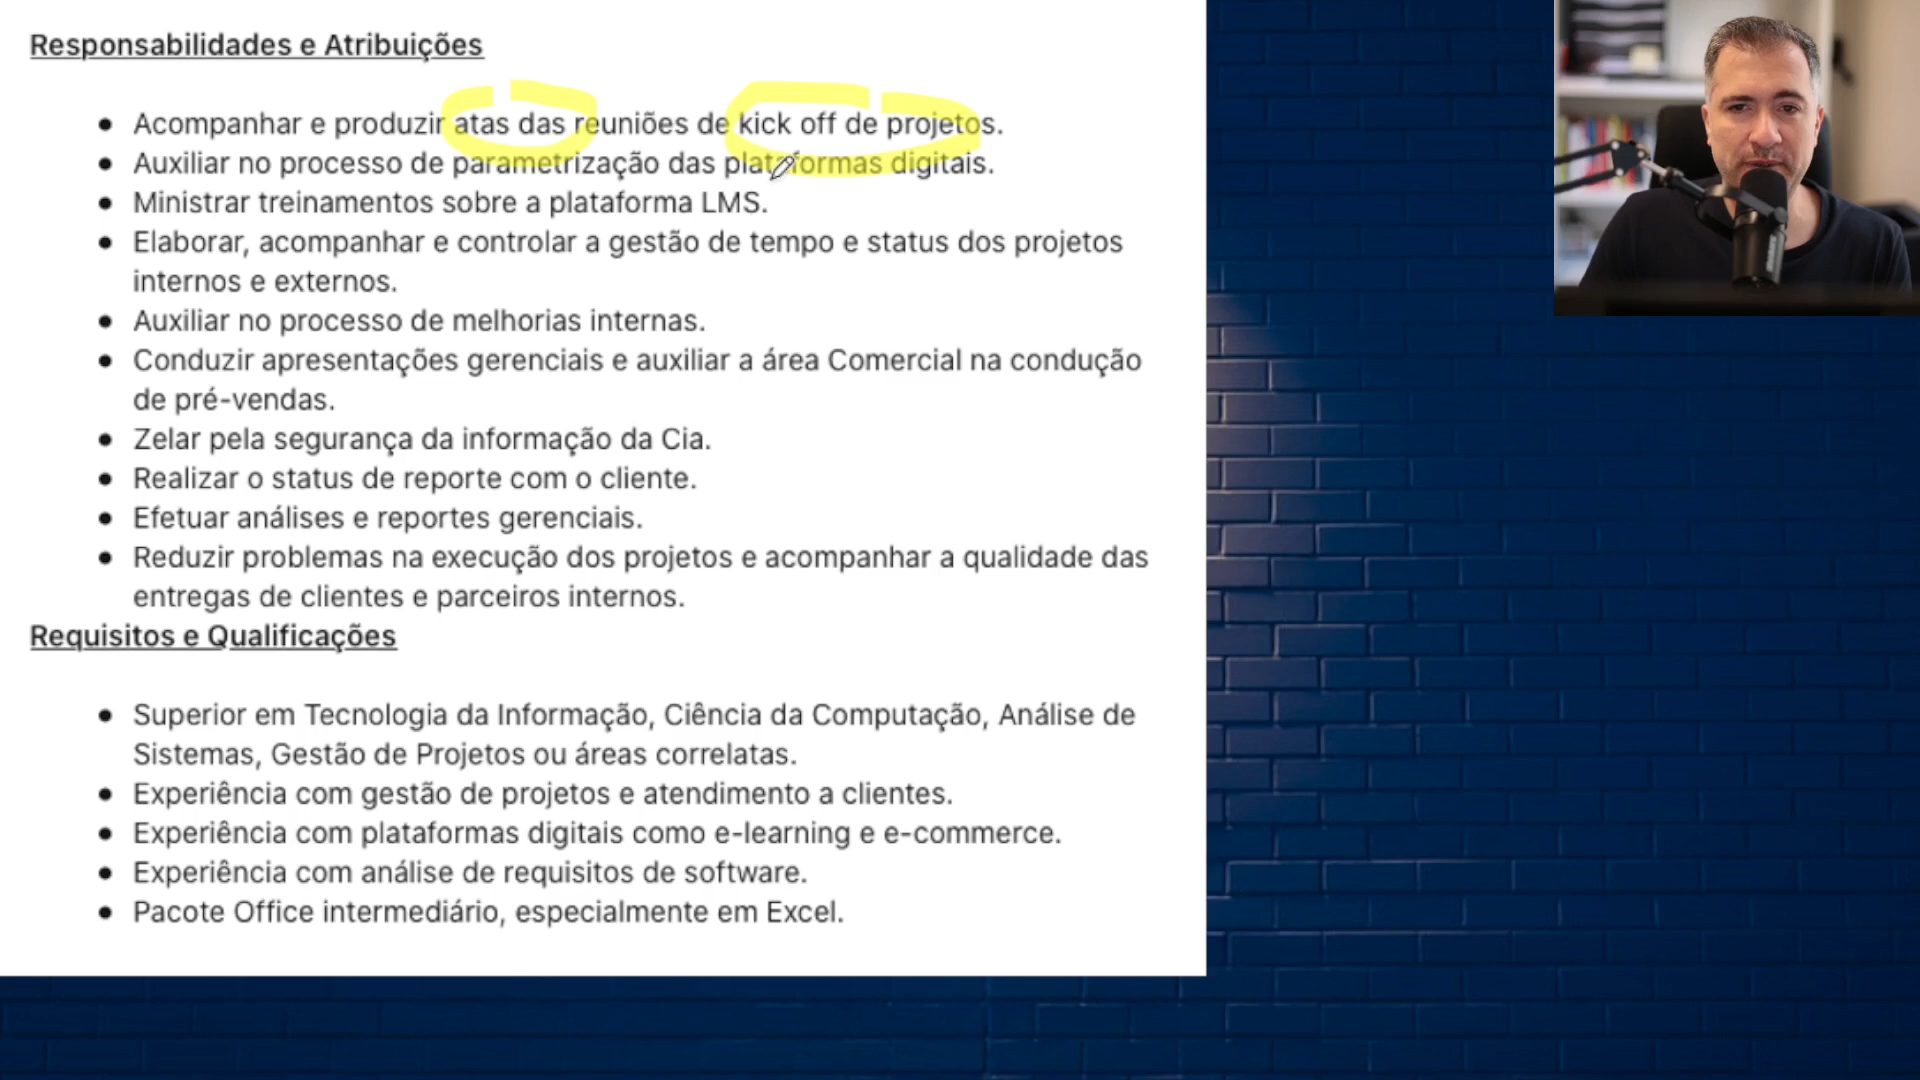 Responsabilidades e Atribuições
Acompanhar e produzir atas das reuniões de kick off de projetos.
Auxiliar no processo de parametrização das plataformas digitais.
Ministrar treinamentos sobre a plataforma LMS.
Elaborar, acompanhar e controlar a gestão de tempo e status dos projetos
internos e externos.
Auxiliar no processo de melhorias internas.
Conduzir apresentações gerenciais e auxiliar a área Comercial na condução
de pré-vendas.
Zelar pela segurança da informação da Cia.
Realizar o status de reporte com o cliente.
Efetuar análises e reportes gerenciais.
Reduzir problemas na execução dos projetos e acompanhar a qualidade das
entregas de clientes e parceiros internos.
Requisitos e Qualificações
Superior em Tecnologia da Informação, Ciência da Computação, Análise de
Sistemas, Gestão de Projetos ou áreas correlatas.
Experiência com gestão de projetos e atendimento a clientes.
Experiência com plataformas digitais como e-learning e e-commerce.
Experiência com análise de requisitos de software.
Pacote Office intermediário, especialmente em Excel.